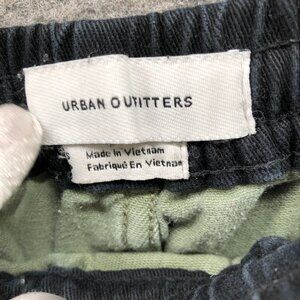 URBAN OUTFITTERS
Made in Vietnam
Fabriqué En Vietnam